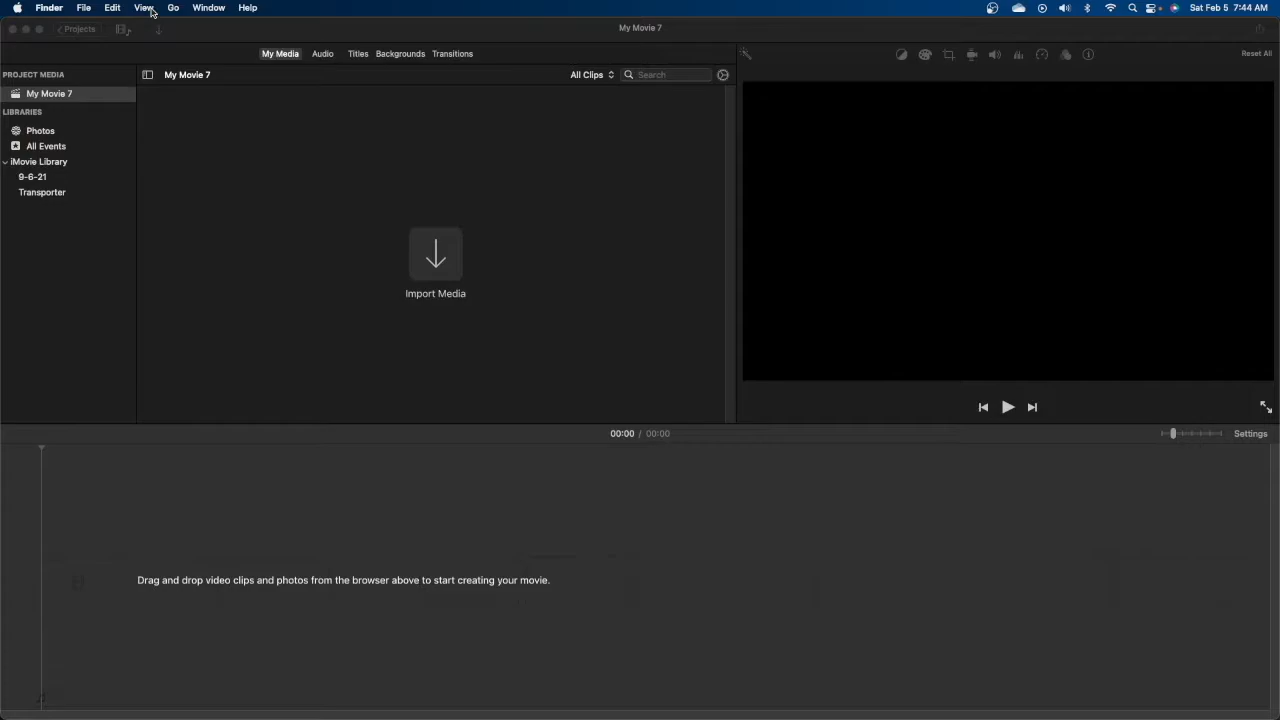 Finder File Edit View Go Window Help Sat Feb 5 7:44 AM
Projects My Movie 7
My Media Audio Titles Backgrounds Transitions Reset All
PROJECT MEDIA My Movie 7 All Clips Search
My Movie 7
LIBRARIES
Photos
All Events
iMovie Library
9-6-21
Transporter
Import Media
00:00 / 00:00 Settings
Drag and drop video clips and photos from the browser above to start creating your movie.